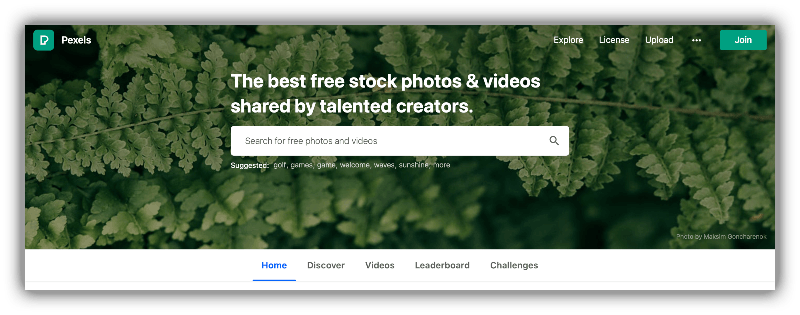 Pexels
Explore License Upload ••• Join
The best free stock photos & videos
shared by talented creators.
Search for free photos and videos
Suggested: golf, games, game, welcome, waves, sunshine, more
Photo by Maksim Goncharenok
Home Discover Videos Leaderboard Challenges